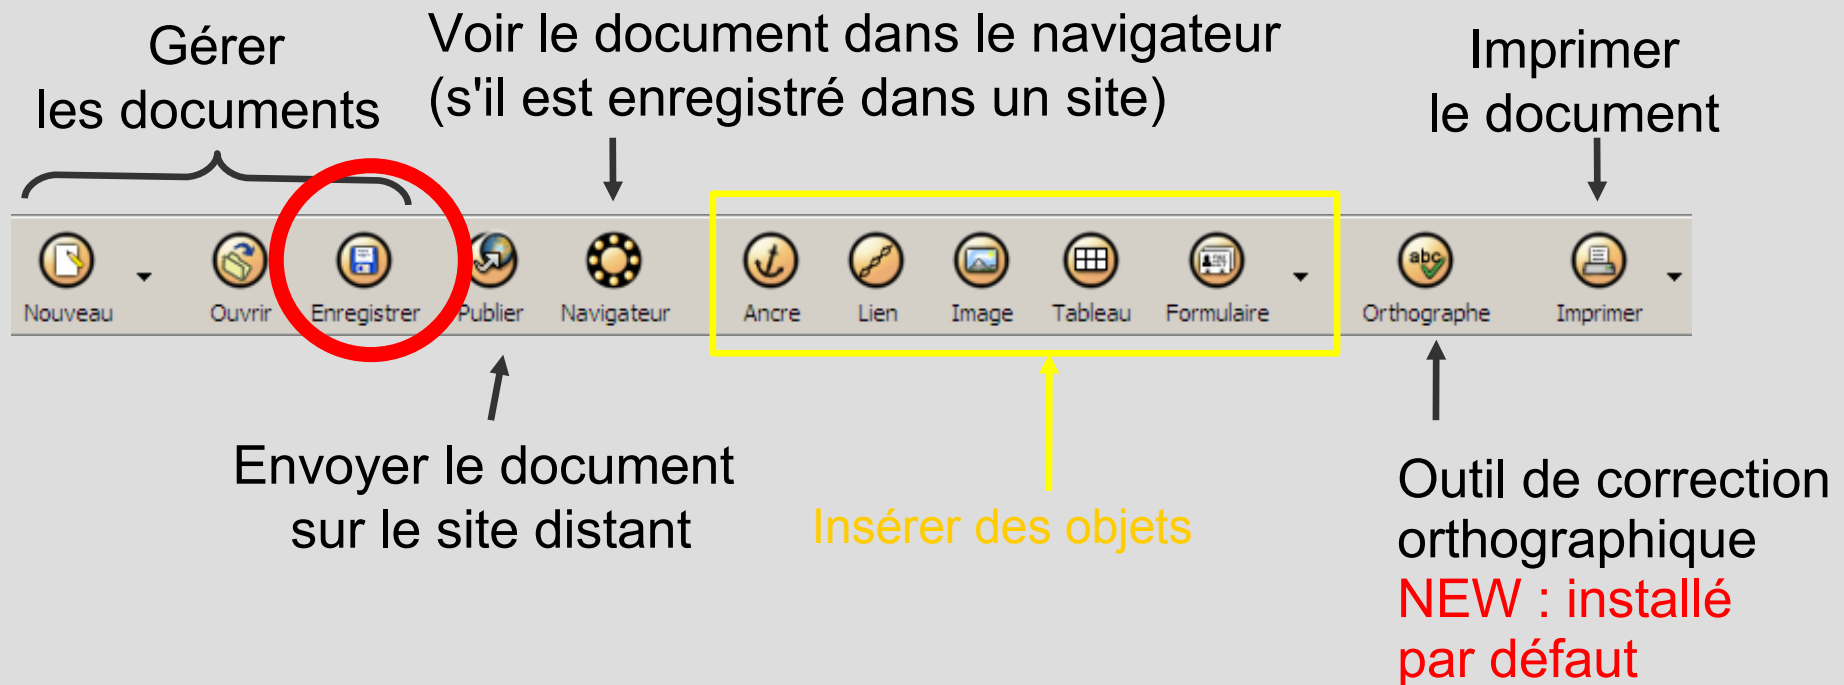 Gérer
les documents
Voir le document dans le navigateur
(s'il est enregistré dans un site)
Imprimer
le document
Nouveau
Ouvrir
Enregistrer
Publier
Navigateur
Ancre
Lien
Image
Tableau
Formulaire
abc
Orthographe
Imprimer
Envoyer le document
sur le site distant
Insérer des objets
Outil de correction
orthographique
NEW : installé
par défaut